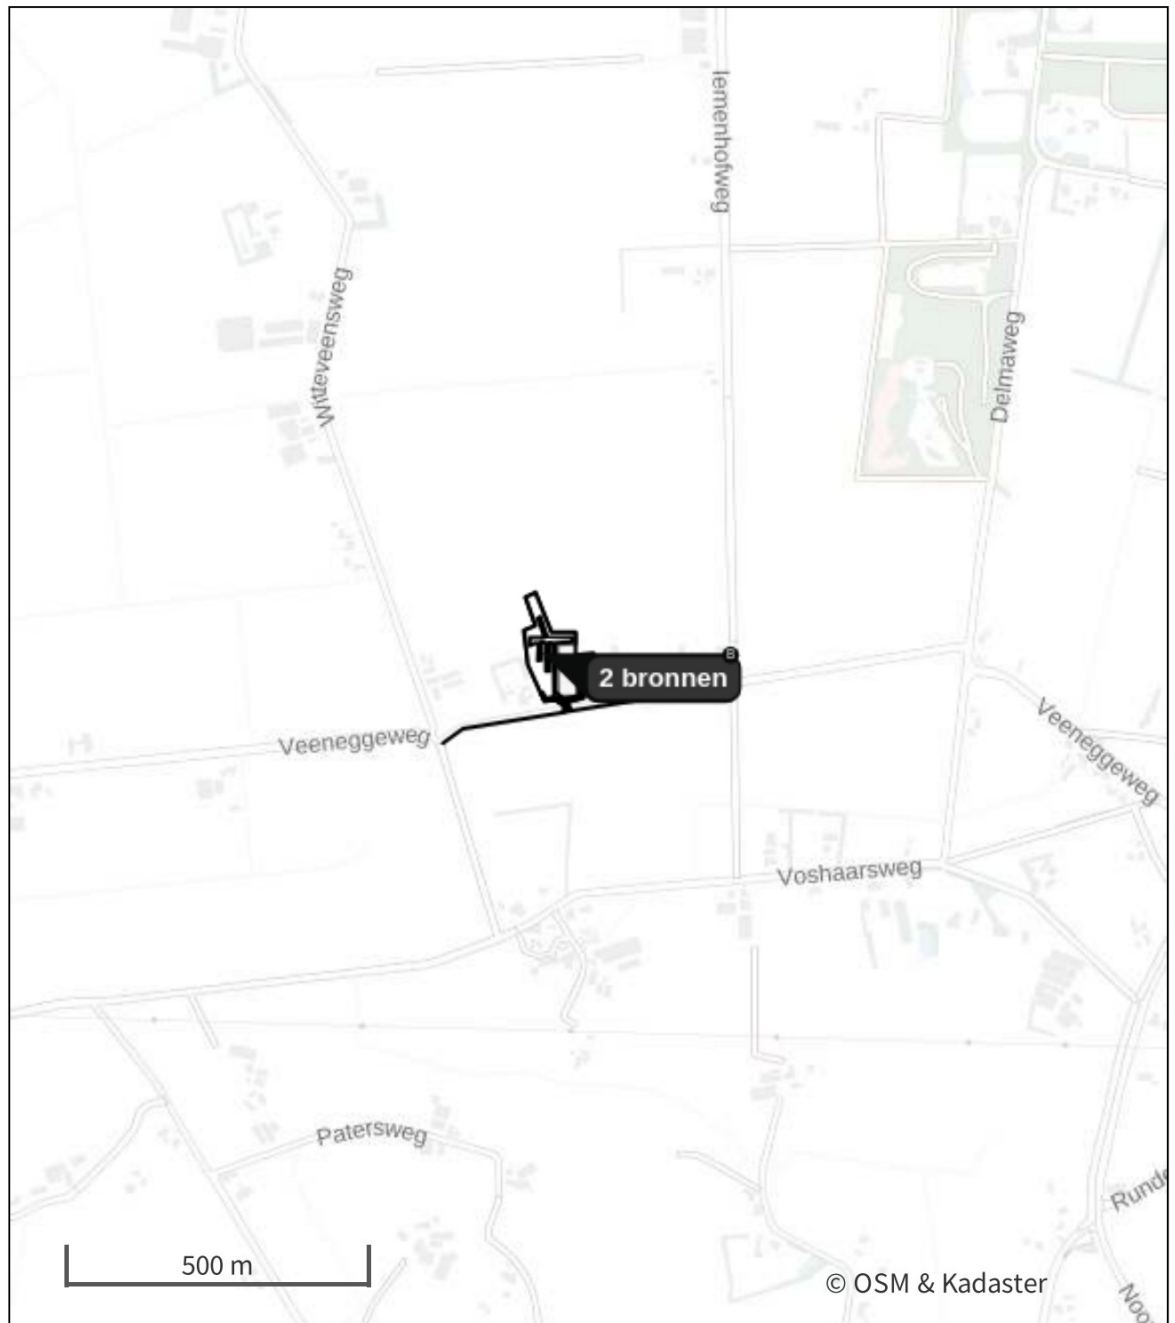 Iemenhofweg
Witteveensweg
Delmaweg
B
2 bronnen
Veeneggeweg
Veeneggeweg
Voshaarsweg
Patersweg
Runde
500 m
© OSM & Kadaster
Noo